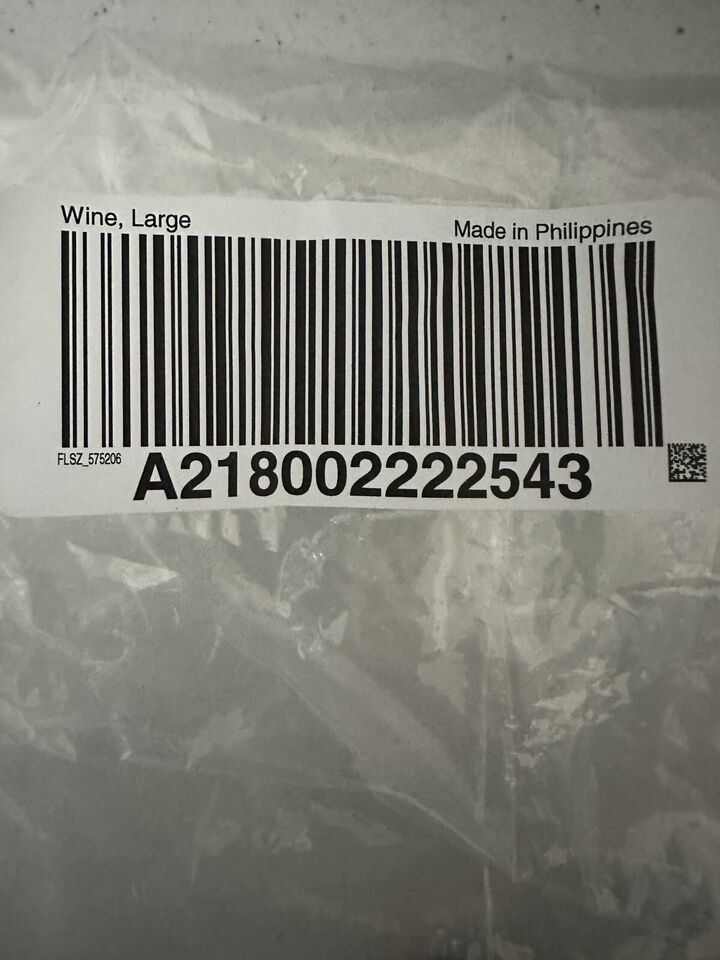 Wine, Large
Made in Philippines
FLSZ_575206
A218002222543